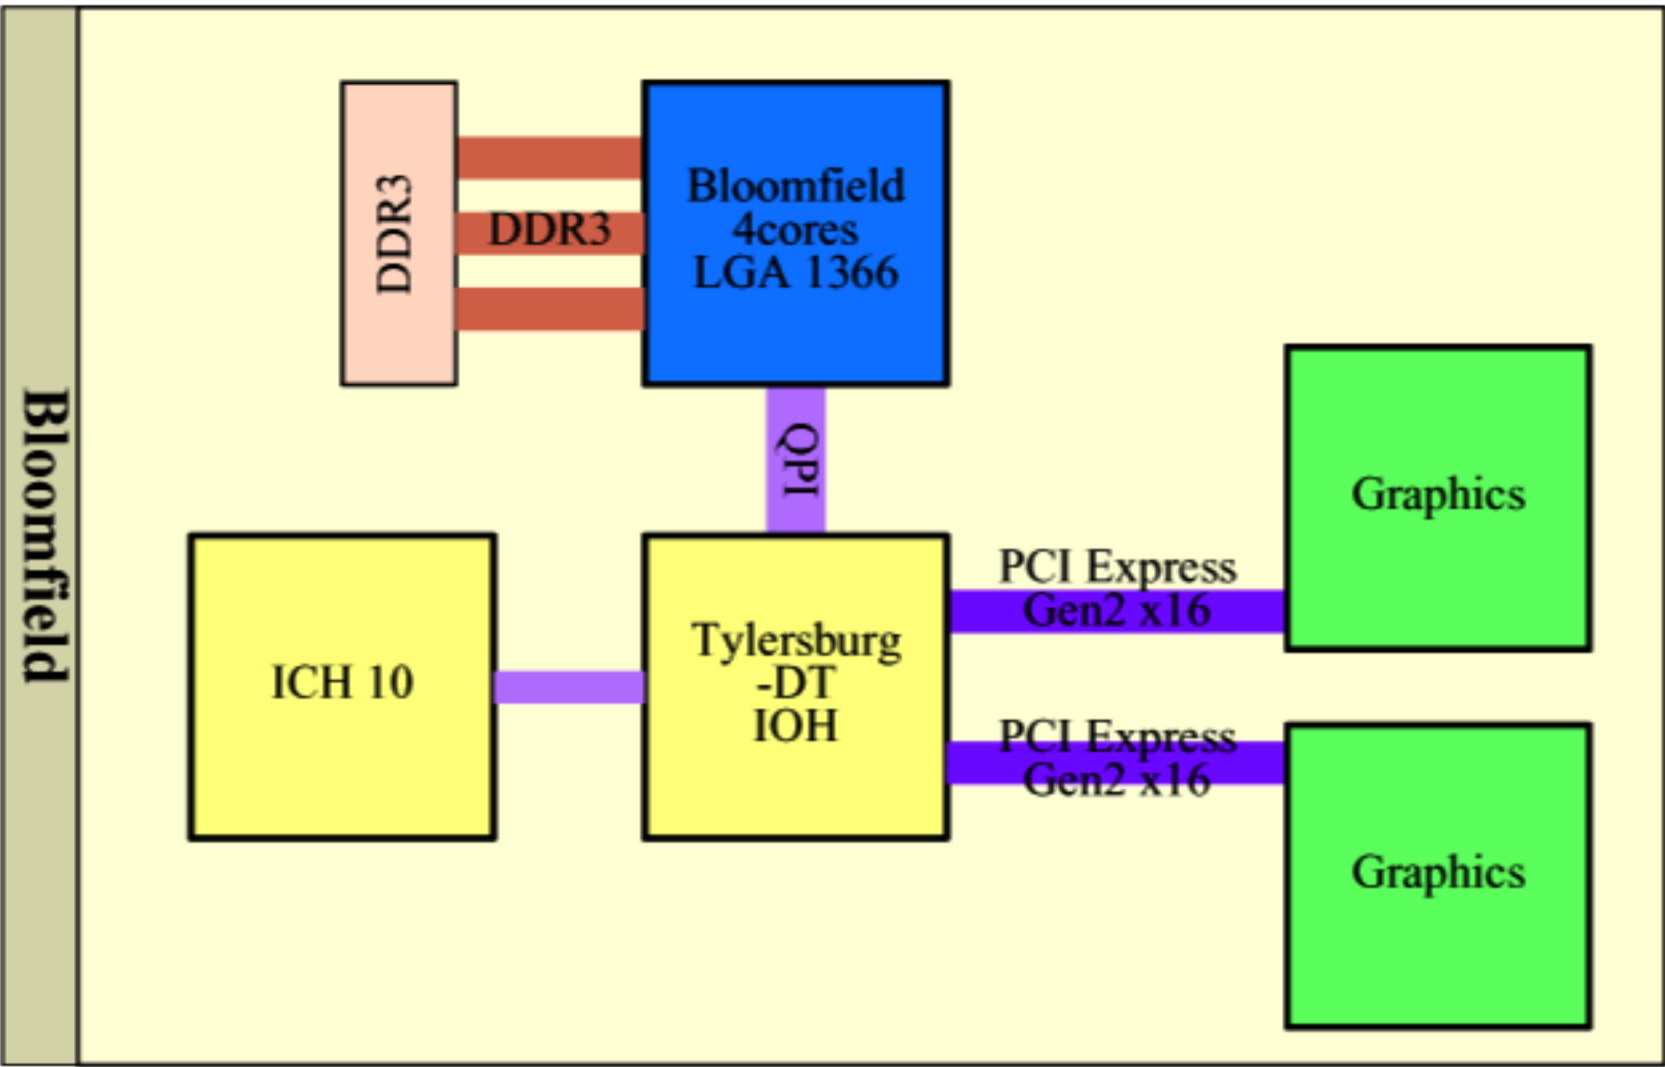 Bloomfield
DDR3
DDR3
Bloomfield
4cores
LGA 1366
QPI
Graphics
PCI Express
Gen2 x16
ICH 10
Tylersburg
-DT
IOH
PCI Express
Gen2 x16
Graphics